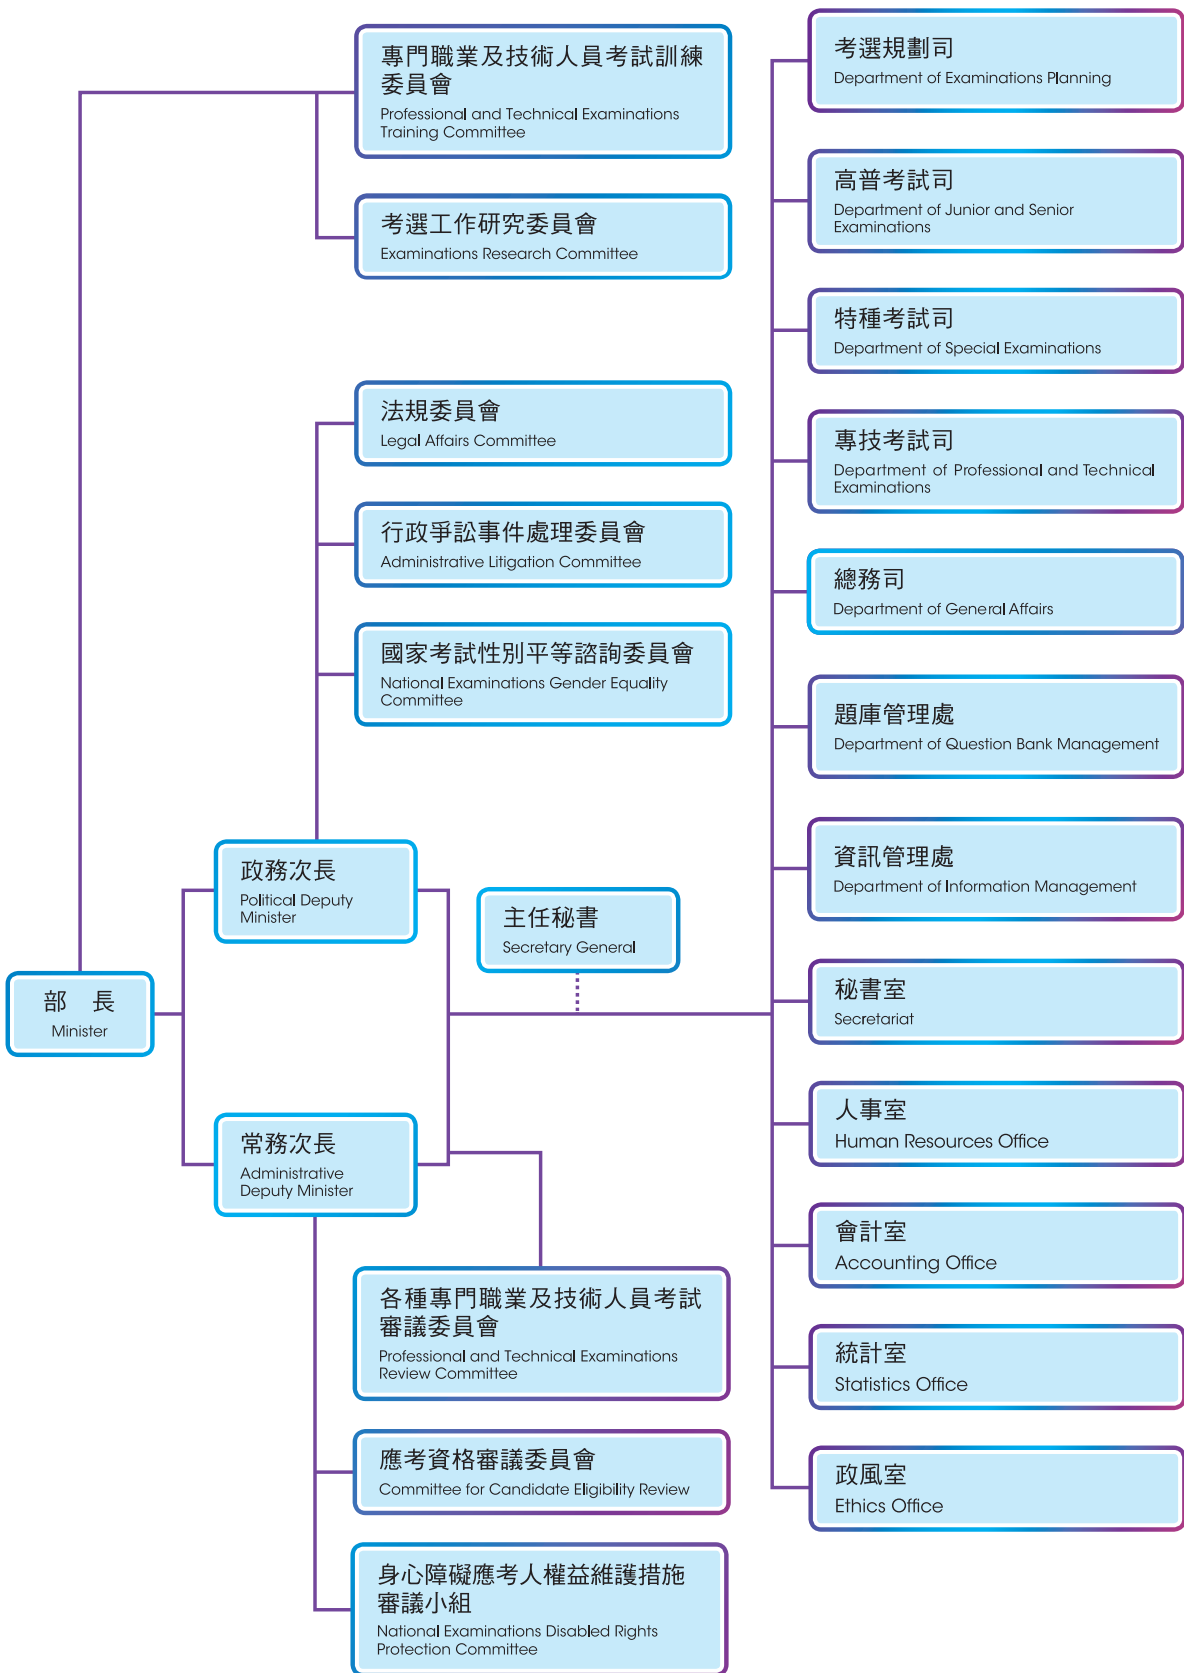 專門職業及技術人員考試訓練
委員會
Professional and Technical Examinations
Training Committee
考選工作研究委員會
Examinations Research Committee
法規委員會
Legal Affairs Committee
行政爭訟事件處理委員會
Administrative Litigation Committee
國家考試性別平等諮詢委員會
National Examinations Gender Equality
Committee
政務次長
Political Deputy
Minister
主任秘書
Secretary General
部 長
Minister
常務次長
Administrative
Deputy Minister
各種專門職業及技術人員考試
審議委員會
Professional and Technical Examinations
Review Committee
應考資格審議委員會
Committee for Candidate Eligibility Review
身心障礙應考人權益維護措施
審議小組
National Examinations Disabled Rights
Protection Committee
考選規劃司
Department of Examinations Planning
高普考試司
Department of Junior and Senior
Examinations
特種考試司
Department of Special Examinations
專技考試司
Department of Professional and Technical
Examinations
總務司
Department of General Affairs
題庫管理處
Department of Question Bank Management
資訊管理處
Department of Information Management
秘書室
Secretariat
人事室
Human Resources Office
會計室
Accounting Office
統計室
Statistics Office
政風室
Ethics Office